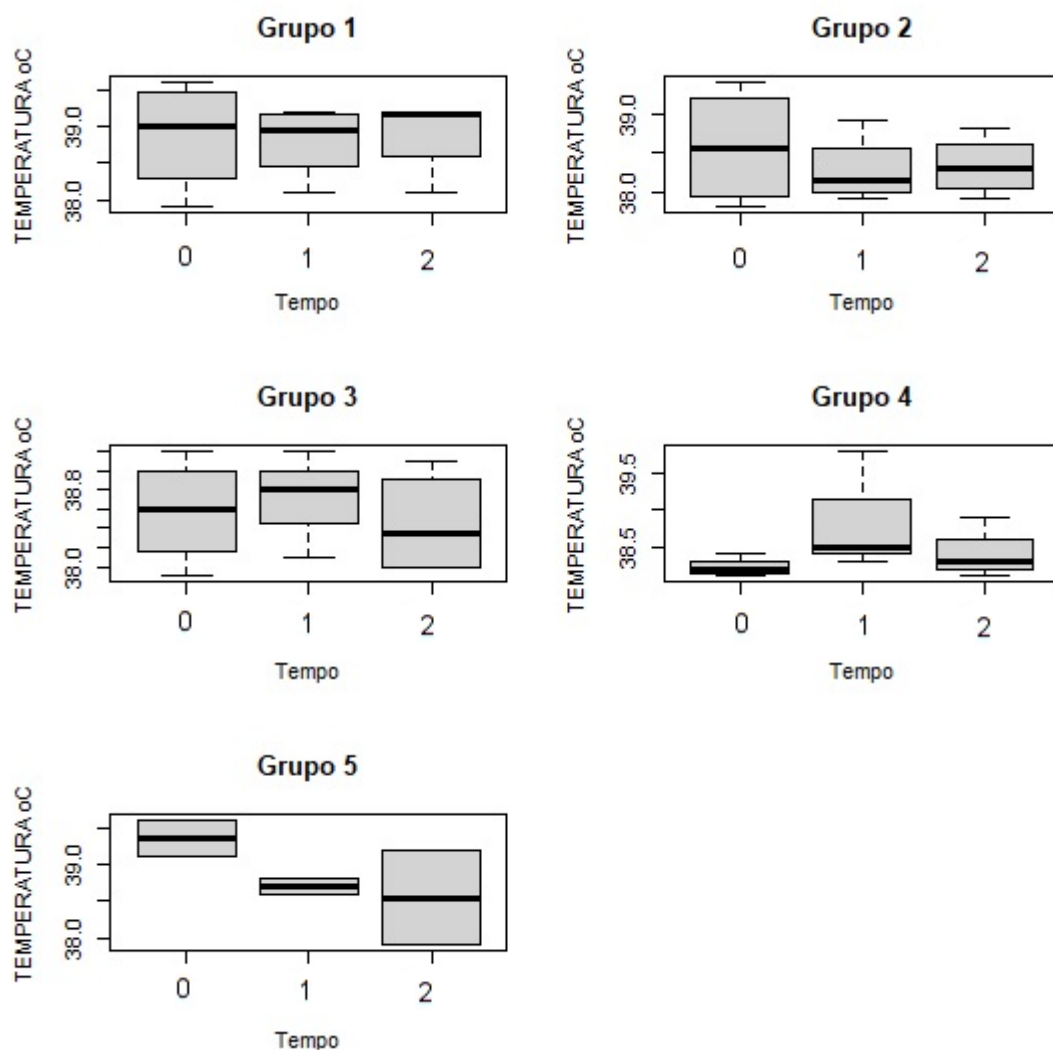 Grupo 1
TEMPERATURA oC
39.0
38.0
0 1 2
Tempo
Grupo 2
TEMPERATURA oC
39.0
38.0
0 1 2
Tempo
Grupo 3
TEMPERATURA oC
38.8
38.0
0 1 2
Tempo
Grupo 4
TEMPERATURA oC
39.5
38.5
0 1 2
Tempo
Grupo 5
TEMPERATURA oC
39.0
38.0
0 1 2
Tempo